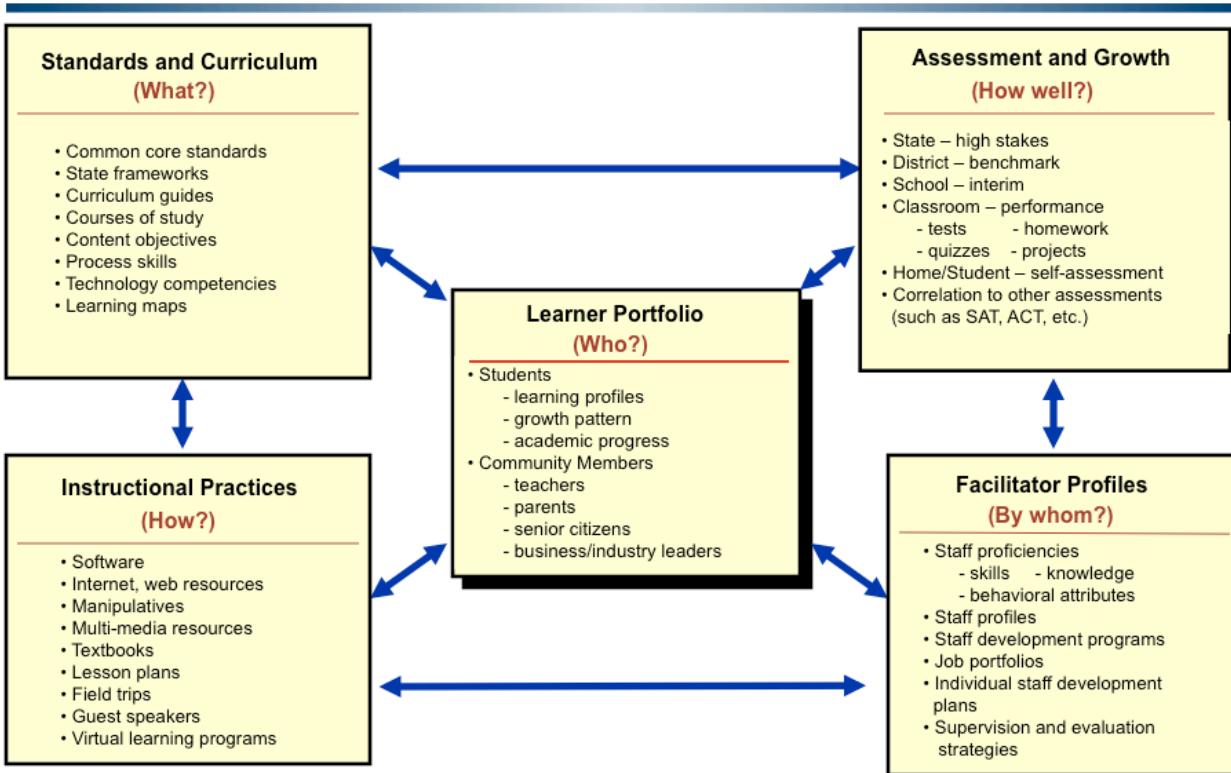 Standards and Curriculum
(What?)
• Common core standards
• State frameworks
• Curriculum guides
• Courses of study
• Content objectives
• Process skills
• Technology competencies
• Learning maps
Assessment and Growth
(How well?)
• State – high stakes
• District – benchmark
• School – interim
• Classroom – performance
- tests - homework
- quizzes - projects
• Home/Student – self-assessment
• Correlation to other assessments
(such as SAT, ACT, etc.)
Learner Portfolio
(Who?)
• Students
- learning profiles
- growth pattern
- academic progress
• Community Members
- teachers
- parents
- senior citizens
- business/industry leaders
Instructional Practices
(How?)
• Software
• Internet, web resources
• Manipulatives
• Multi-media resources
• Textbooks
• Lesson plans
• Field trips
• Guest speakers
• Virtual learning programs
Facilitator Profiles
(By whom?)
• Staff proficiencies
- skills - knowledge
- behavioral attributes
• Staff profiles
• Staff development programs
• Job portfolios
• Individual staff development
plans
• Supervision and evaluation
strategies